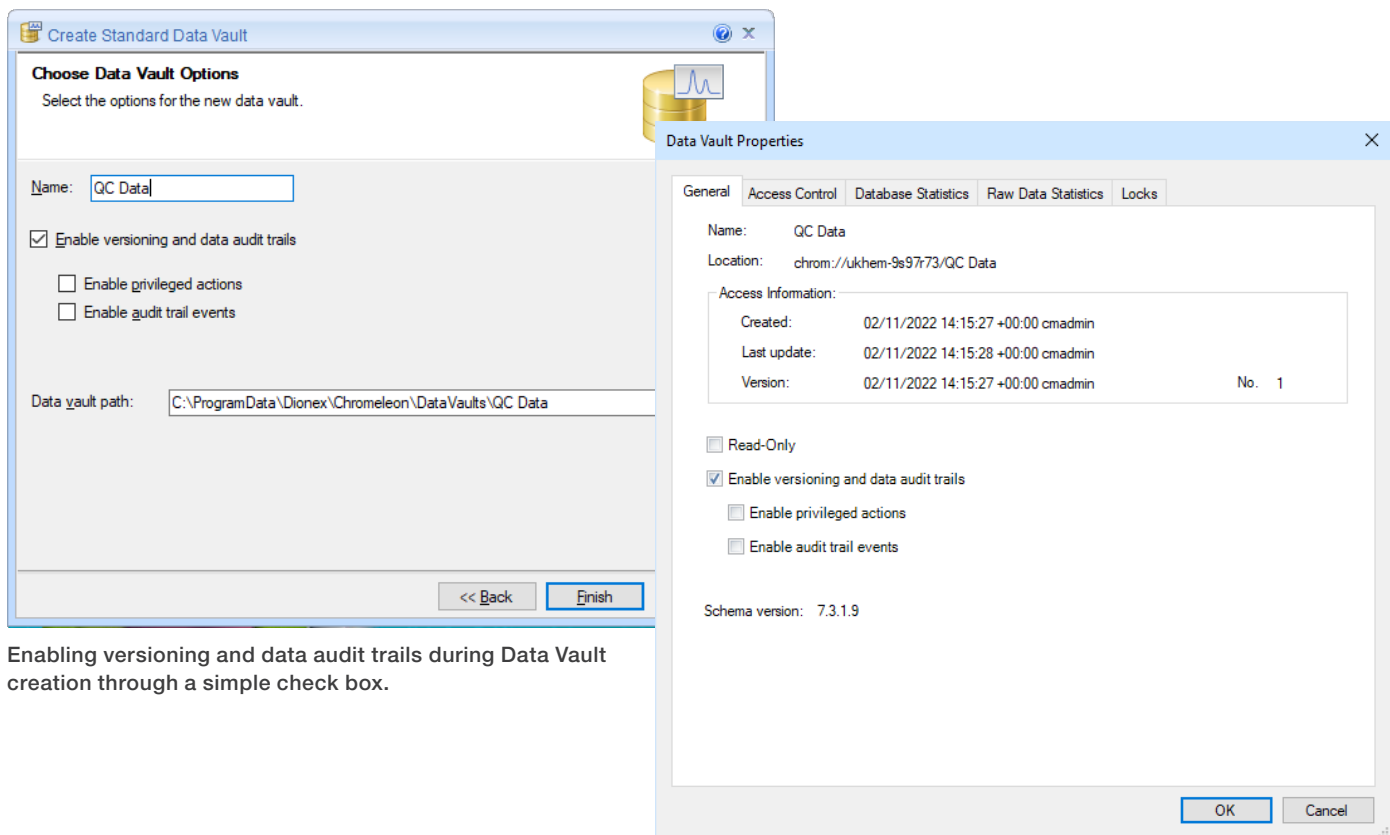 Create Standard Data Vault
Choose Data Vault Options
Select the options for the new data vault.
Name: QC Data
Enable versioning and data audit trails
Enable privileged actions
Enable audit trail events
Data vault path: C:\ProgramData\Dionex\Chromeleon\DataVaults\QC Data
<< Back Finish
Enabling versioning and data audit trails during Data Vault
creation through a simple check box.
Data Vault Properties
General Access Control Database Statistics Raw Data Statistics Locks
Name: QC Data
Location: chrom://ukhem-9s97r73/QC Data
Access Information:
Created: 02/11/2022 14:15:27 +00:00 cmadmin
Last update: 02/11/2022 14:15:28 +00:00 cmadmin
Version: 02/11/2022 14:15:27 +00:00 cmadmin No. 1
Read-Only
Enable versioning and data audit trails
Enable privileged actions
Enable audit trail events
Schema version: 7.3.1.9
OK Cancel